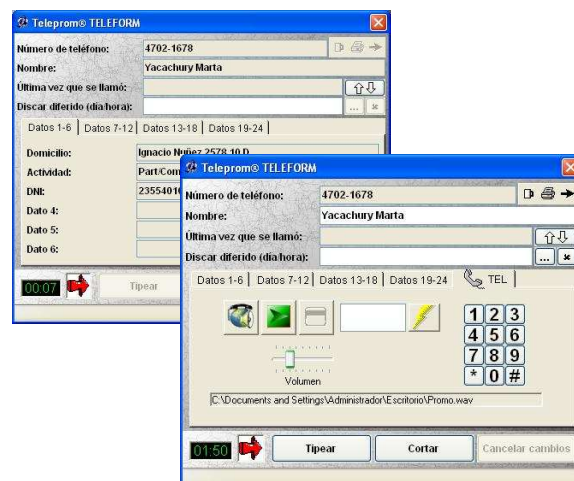 Teleprom® TELEFORM
Número de teléfono: 4702-1678
Nombre: Yacachury Marta
Última vez que se llamó:
Discar diferido (día/hora): ...
Datos 1-6 Datos 7-12 Datos 13-18 Datos 19-24
Domicilio: Ignacio Nuñez 2578 10 D
Actividad: Part/Com
DNI:
Dato 4:
Dato 5:
Dato 6:
00:07 Tipear
Teleprom® TELEFORM
Número de teléfono: 4702-1678
Nombre: Yacachury Marta
Última vez que se llamó:
Discar diferido (día/hora): ...
Datos 1-6 Datos 7-12 Datos 13-18 Datos 19-24 TEL
1 2 3
4 5 6
7 8 9
* 0 #
Volumen
C:\Documents and Settings\Administrador\Escritorio\Promo.wav
01:50 Tipear Cortar Cancelar cambios